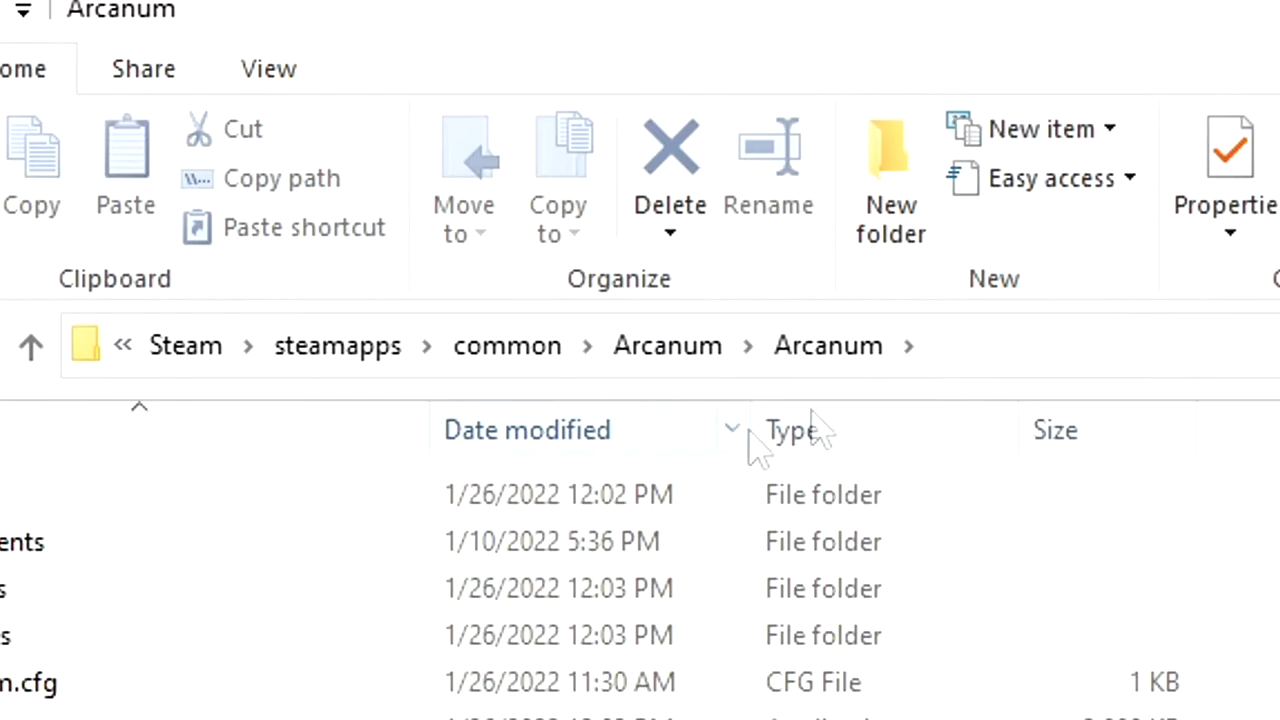 Arcanum
ome Share View
Copy
Paste
Cut
Copy path
Paste shortcut
Clipboard
Move to
Copy to
Delete
Rename
Organize
New folder
New item
Easy access
New
Propertie
« Steam > steamapps > common > Arcanum > Arcanum >
Date modified Type Size
1/26/2022 12:02 PM File folder
ents 1/10/2022 5:36 PM File folder
s 1/26/2022 12:03 PM File folder
s 1/26/2022 12:03 PM File folder
m.cfg 1/26/2022 11:30 AM CFG File 1 KB